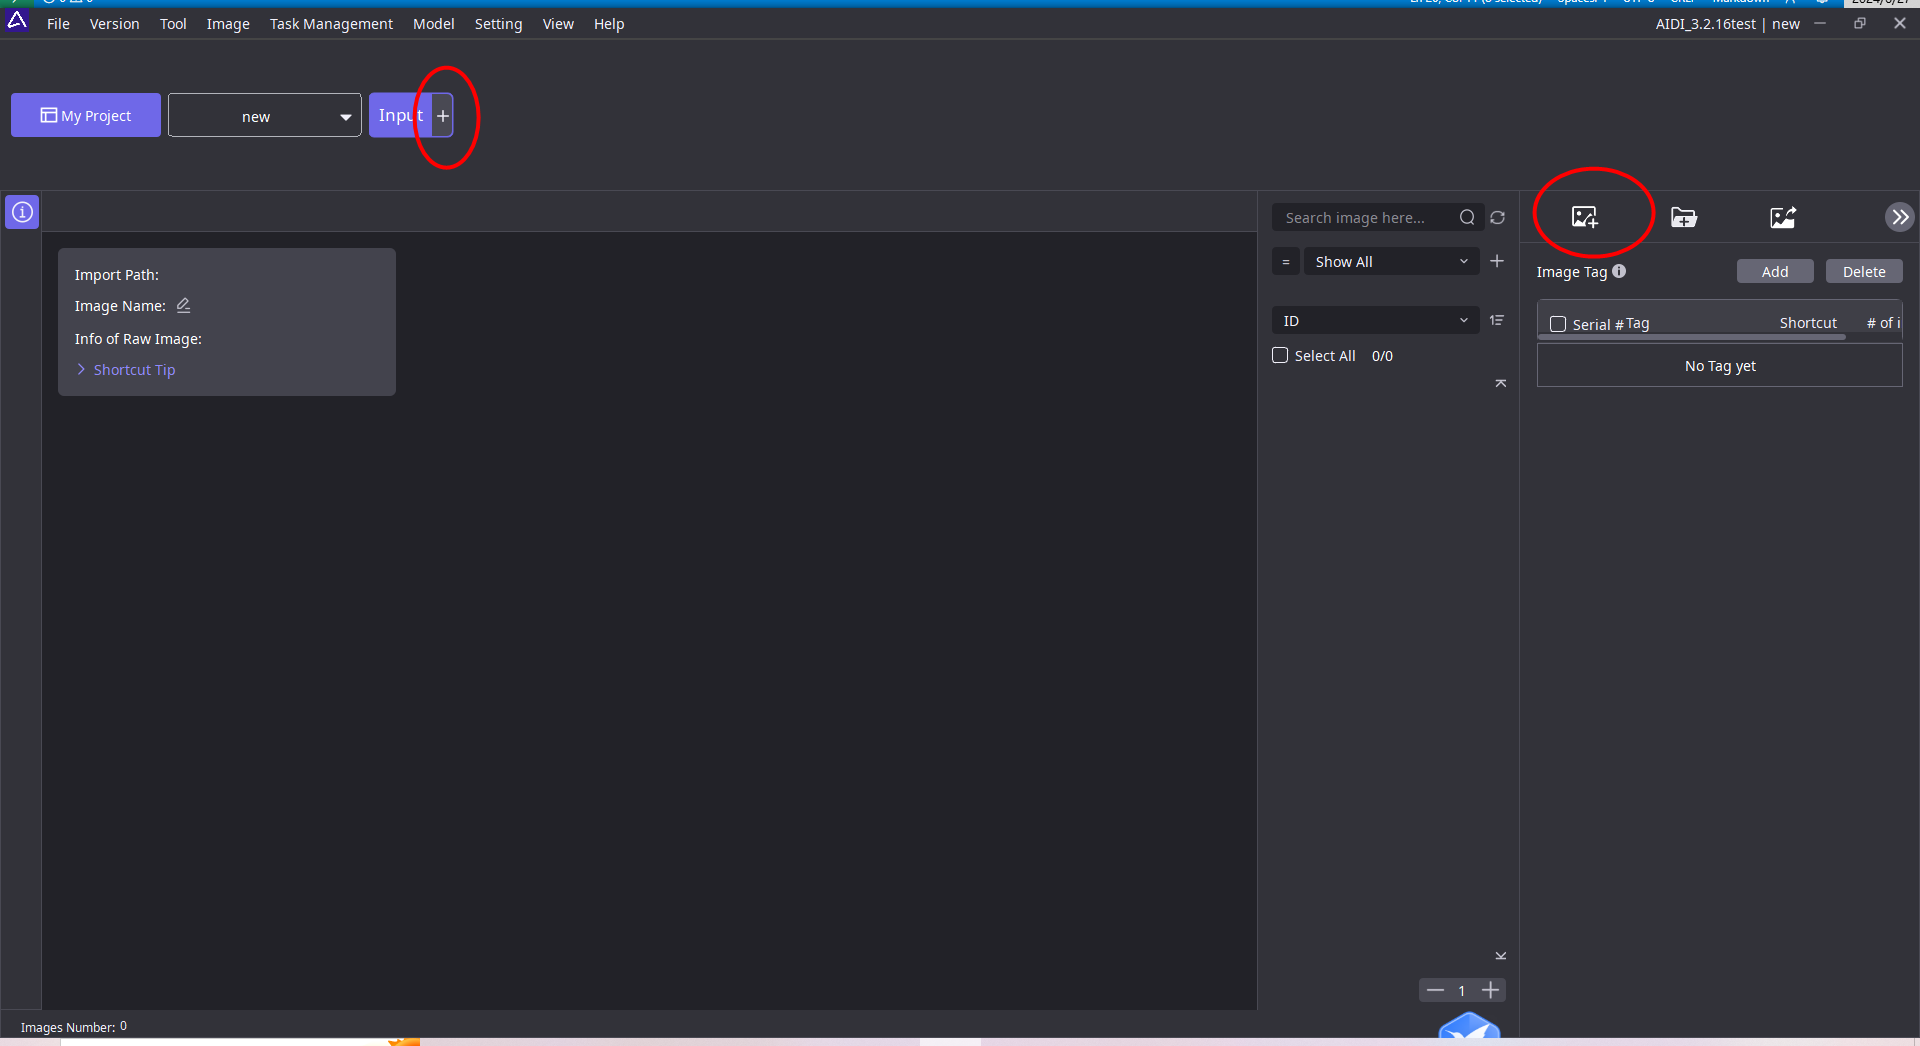 File Version Tool Image Task Management Model Setting View Help AIDI_3.2.16test | new
My Project new Input +
Search image here...
Import Path:
Image Name:
Info of Raw Image:
> Shortcut Tip
= Show All +
ID
Select All 0/0
Image Tag Add Delete
Serial # Tag Shortcut # of i
No Tag yet
1
Images Number: 0